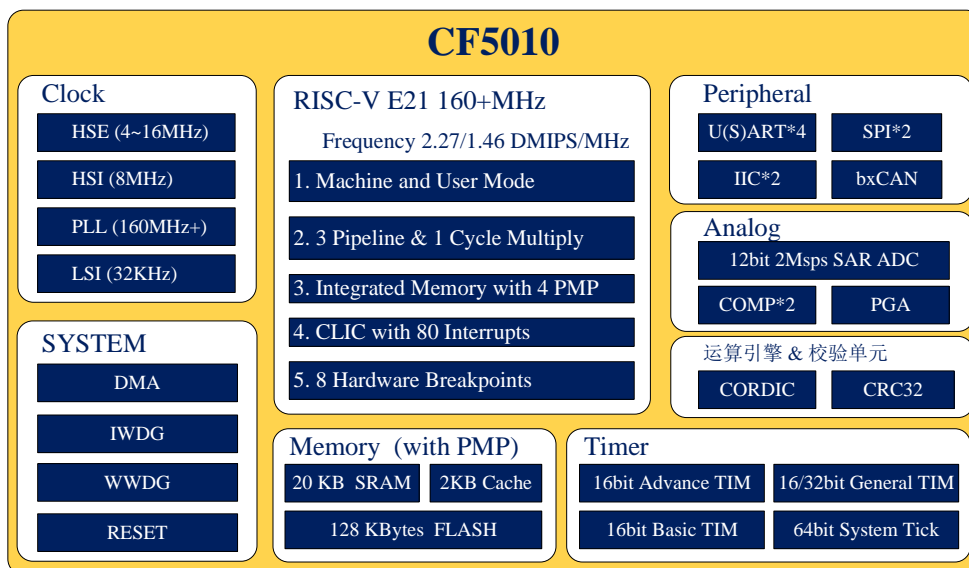 CF5010
Clock
HSE (4~16MHz)
HSI (8MHz)
PLL (160MHz+)
LSI (32KHz)
SYSTEM
DMA
IWDG
WWDG
RESET
RISC-V E21 160+MHz
Frequency 2.27/1.46 DMIPS/MHz
1. Machine and User Mode
2. 3 Pipeline & 1 Cycle Multiply
3. Integrated Memory with 4 PMP
4. CLIC with 80 Interrupts
5. 8 Hardware Breakpoints
Peripheral
U(S)ART*4 SPI*2
IIC*2 bxCAN
Analog
12bit 2Msps SAR ADC
COMP*2 PGA
运算引擎 & 校验单元
CORDIC CRC32
Memory (with PMP)
20 KB SRAM 2KB Cache
128 KBytes FLASH
Timer
16bit Advance TIM 16/32bit General TIM
16bit Basic TIM 64bit System Tick